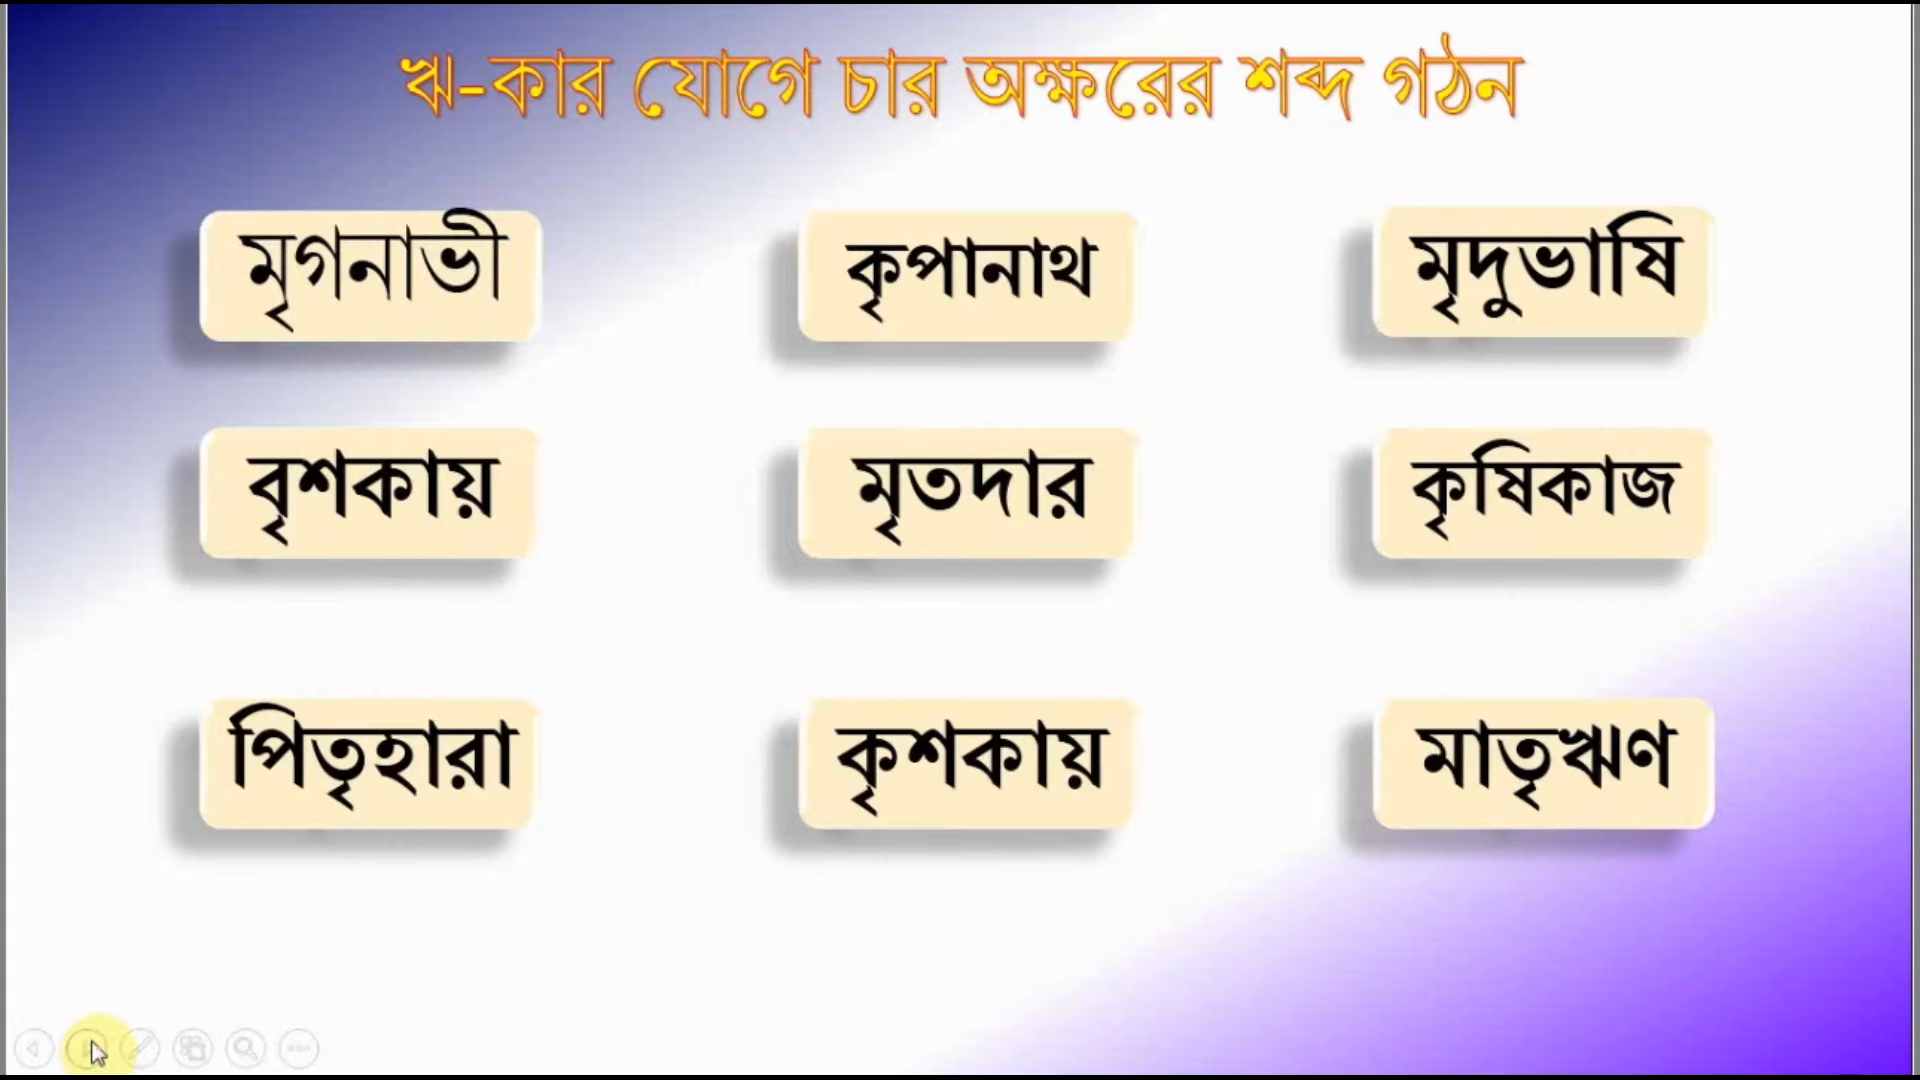 ঋ-কার যোগে চার অক্ষরের শব্দ গঠন
মৃগনাভী কৃপানাথ মৃদুভাষি
বৃশকায় মৃতদার কৃষিকাজ
পিতৃহারা কৃশকায় মাতৃঋণ